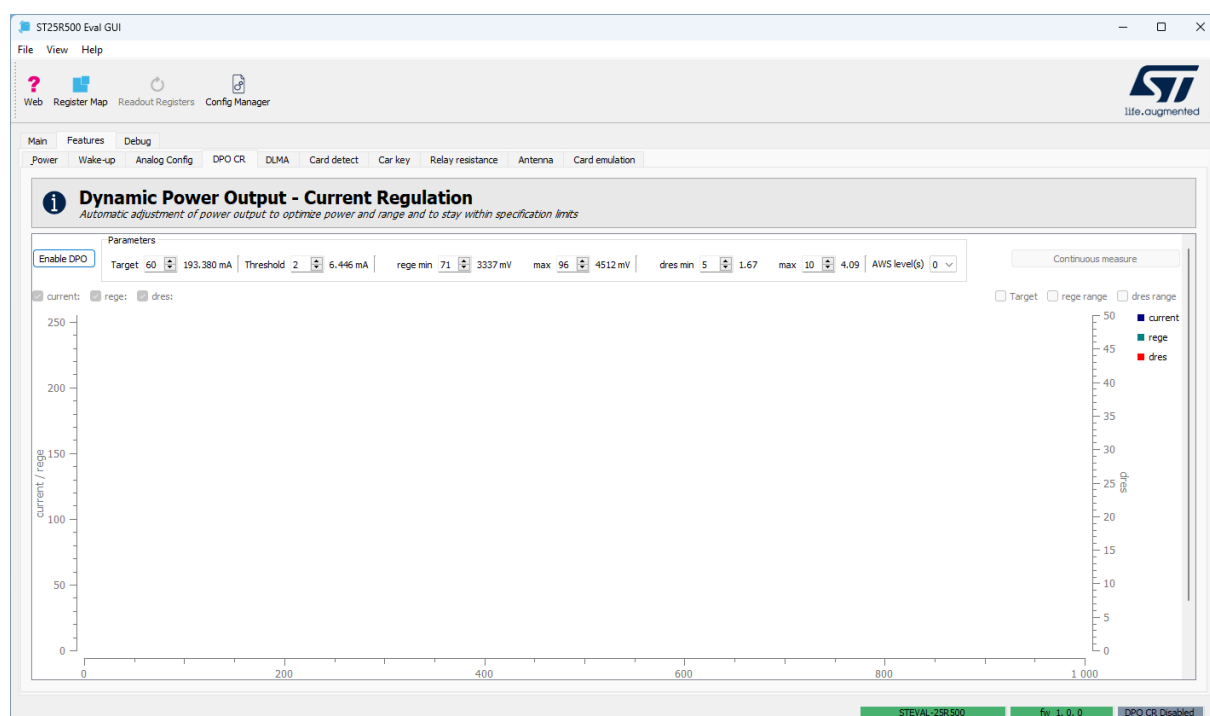 ST25R500 Eval GUI
File View Help
Web Register Map Readout Registers Config Manager
life.augmented
Main Features Debug
Power Wake-up Analog Config DPO CR DLMA Card detect Car key Relay resistance Antenna Card emulation
Dynamic Power Output - Current Regulation
Automatic adjustment of power output to optimize power and range and to stay within specification limits
Parameters
Enable DPO Target 60 193.380 mA Threshold 2 6.446 mA rege min 71 3337 mV max 96 4512 mV dres min 5 1.67 max 10 4.09 AWS level(s) 0 Continuous measure
current: rege: dres: Target rege range dres range
250 50 current
rege
45 dres
200 40
35
150 30
current / rege
25 dres
100 20
15
50 10
5
0 0
0 200 400 600 800 1 000
STEVAL-25R500 fw 1. 0. 0 DPO CR Disabled